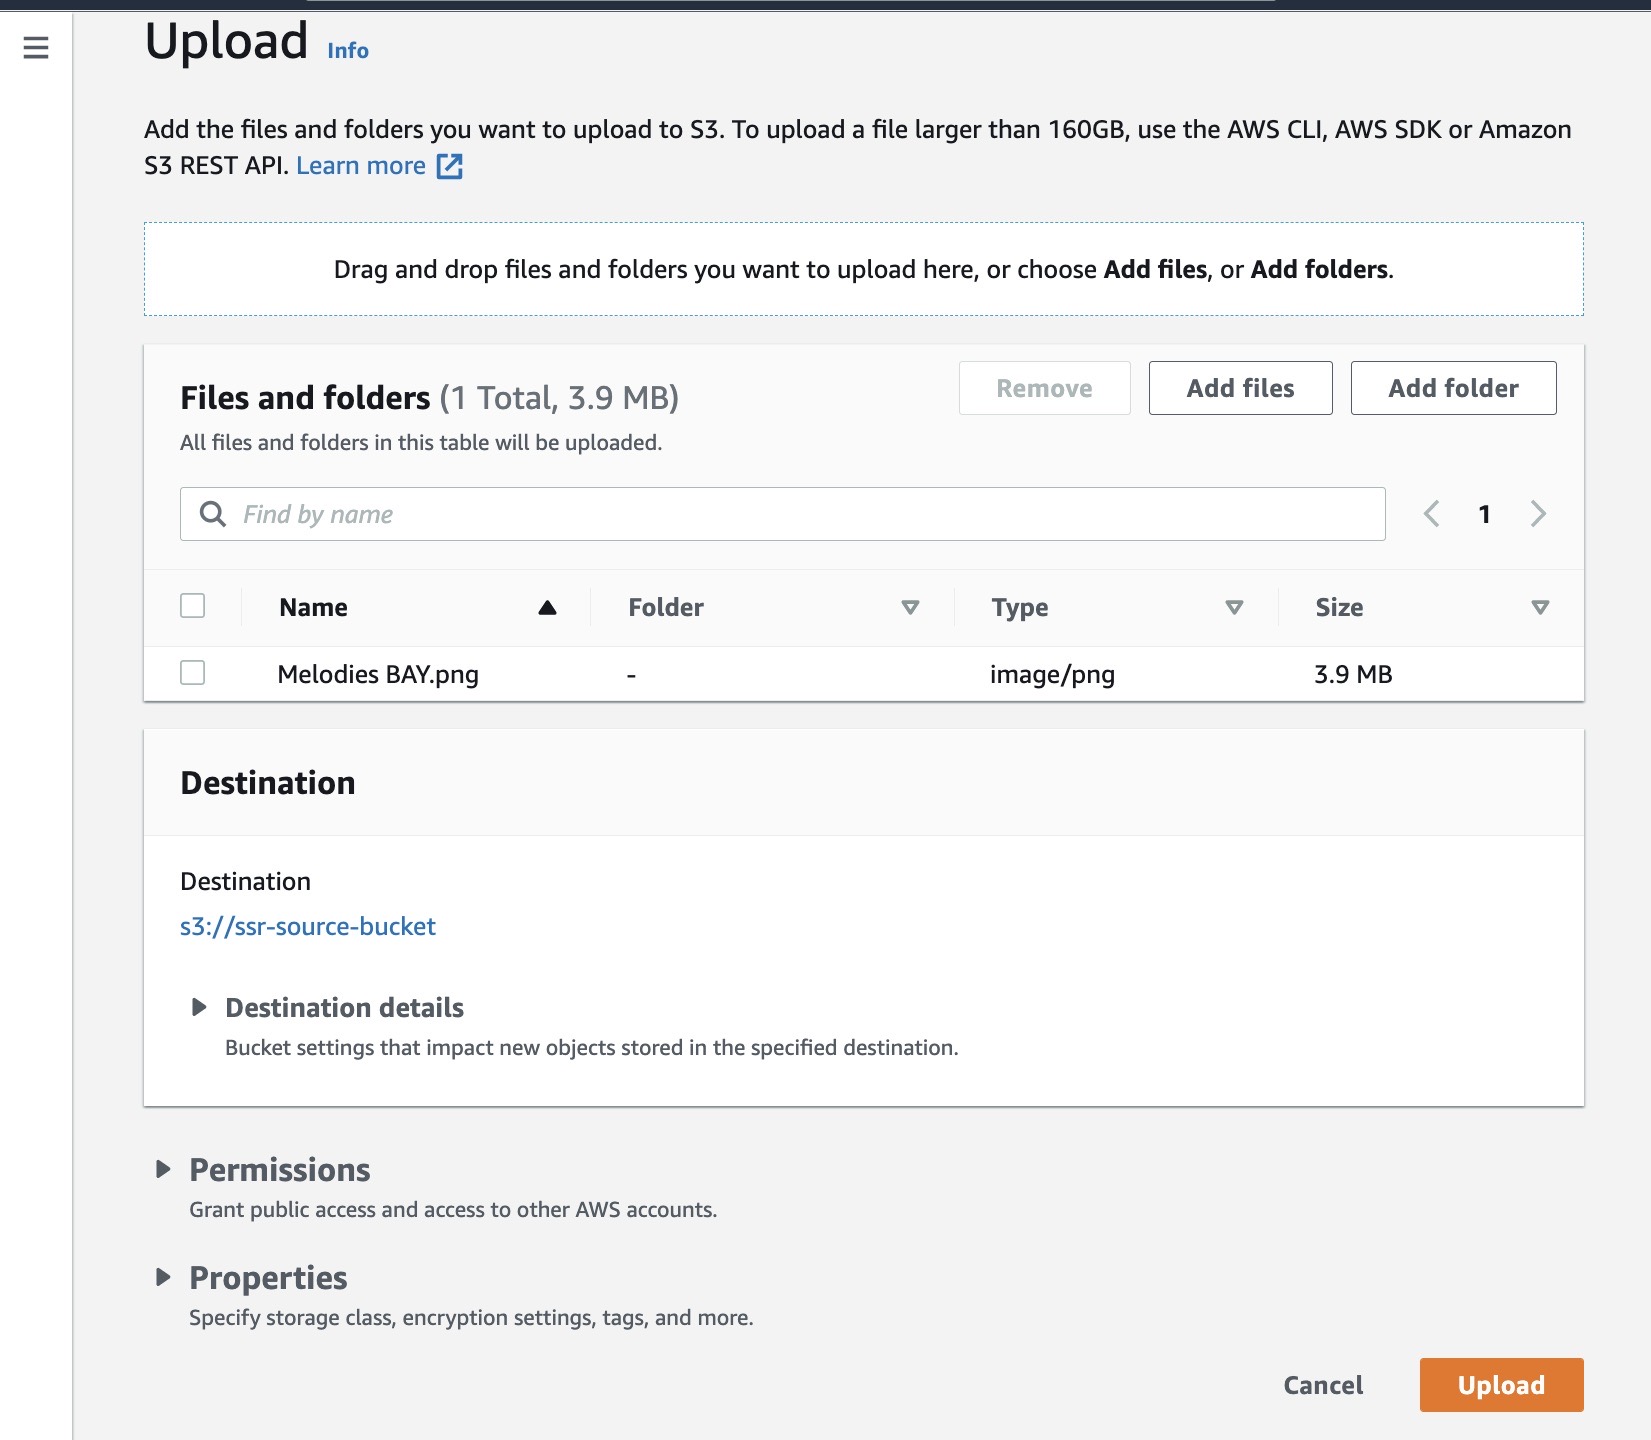 Upload Info
Add the files and folders you want to upload to S3. To upload a file larger than 160GB, use the AWS CLI, AWS SDK or Amazon
S3 REST API. Learn more
Drag and drop files and folders you want to upload here, or choose Add files, or Add folders.
Files and folders (1 Total, 3.9 MB)
Remove Add files Add folder
All files and folders in this table will be uploaded.
Find by name 1
Name Folder Type Size
Melodies BAY.png - image/png 3.9 MB
Destination
Destination
s3://ssr-source-bucket
Destination details
Bucket settings that impact new objects stored in the specified destination.
Permissions
Grant public access and access to other AWS accounts.
Properties
Specify storage class, encryption settings, tags, and more.
Cancel Upload